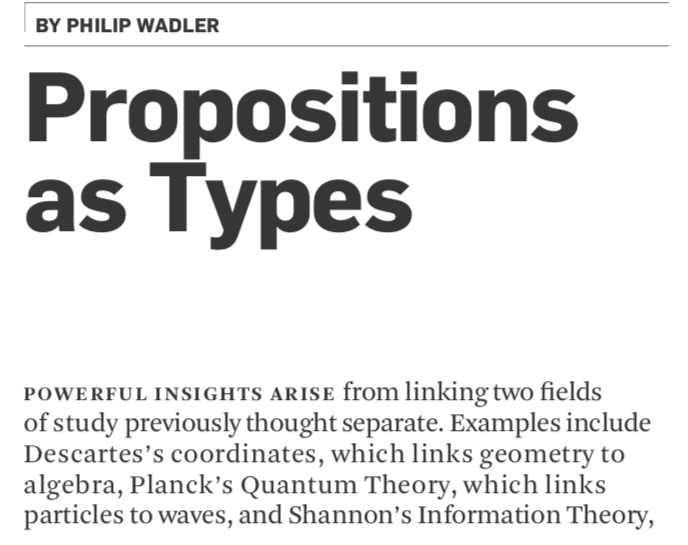 BY PHILIP WADLER
Propositions
as Types
POWERFUL INSIGHTS ARISE from linking two fields
of study previously thought separate. Examples include
Descartes’s coordinates, which links geometry to
algebra, Planck’s Quantum Theory, which links
particles to waves, and Shannon’s Information Theory,